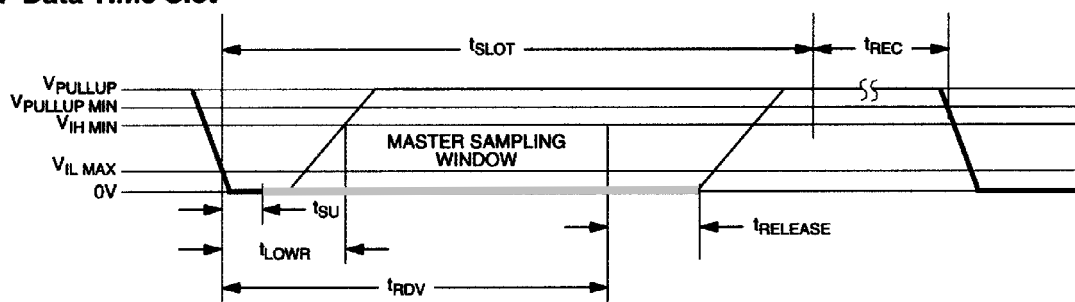 Data Time Slot
tSLOT
tREC
VPULLUP
VPULLUP MIN
VIH MIN
MASTER SAMPLING
WINDOW
VIL MAX
0V
tSU
tRELEASE
tLOWR
tRDV